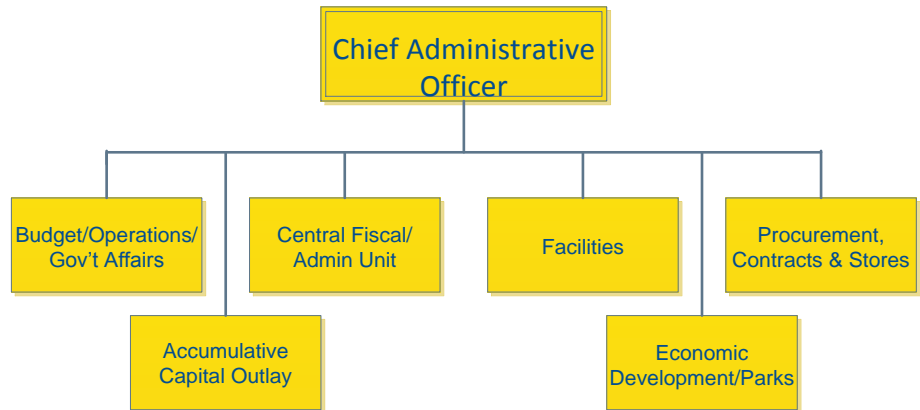 Chief Administrative
Officer
Budget/Operations/
Gov’t Affairs
Central Fiscal/
Admin Unit
Facilities
Procurement,
Contracts & Stores
Accumulative
Capital Outlay
Economic
Development/Parks